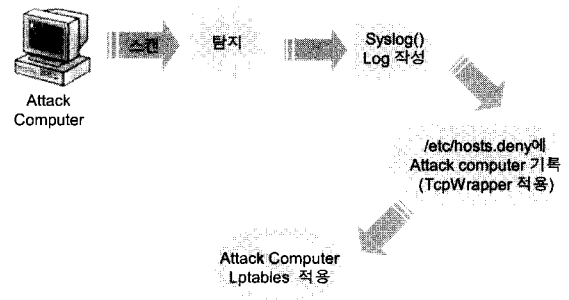 Attack
Computer
스캔
탐지
Syslog()
Log 작성
/etc/hosts.deny에
Attack computer 기록
(TcpWrapper 적용)
Attack Computer
Lptables 적용